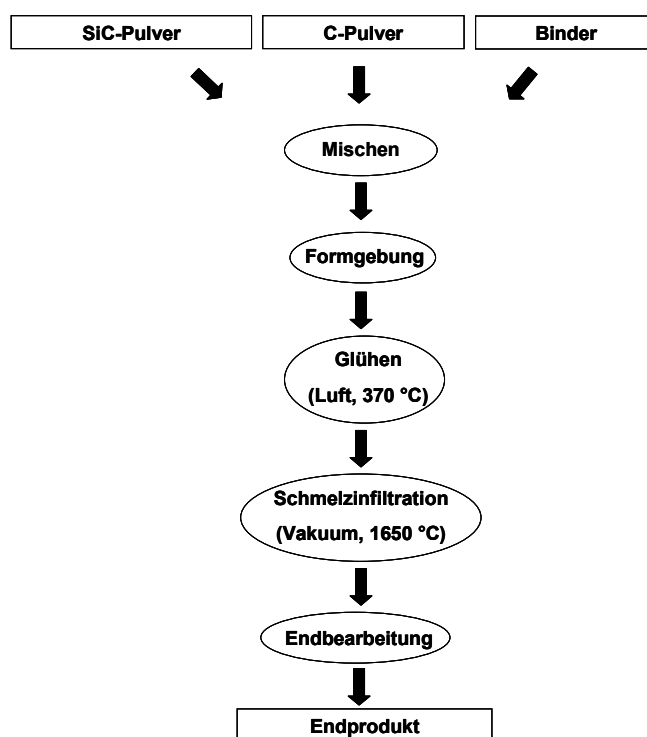 SiC-Pulver
C-Pulver
Binder
Mischen
Formgebung
Glühen
(Luft, 370 °C)
Schmelzinfiltration
(Vakuum, 1650 °C)
Endbearbeitung
Endprodukt